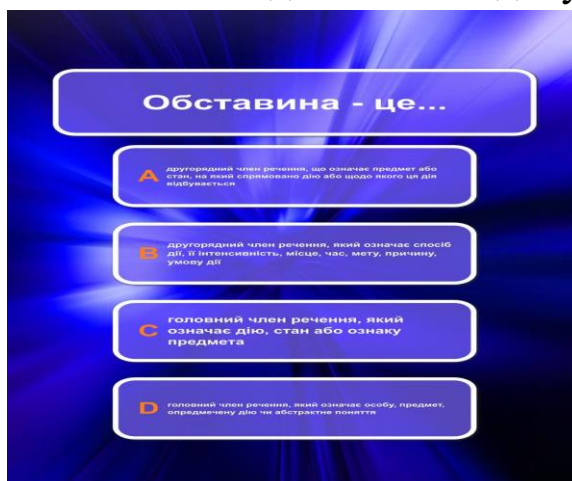 Обставина - це...
A другорядний член речення, що означає предмет або
стан, на який спрямовано дію або щодо якого ця дія
відбувається
B другорядний член речення, який означає спосіб
дії, її інтенсивність, місце, час, мету, причину,
умову дії
C головний член речення, який
означає дію, стан або ознаку
предмета
D головний член речення, який означає особу, предмет,
опредмечену дію чи абстрактне поняття